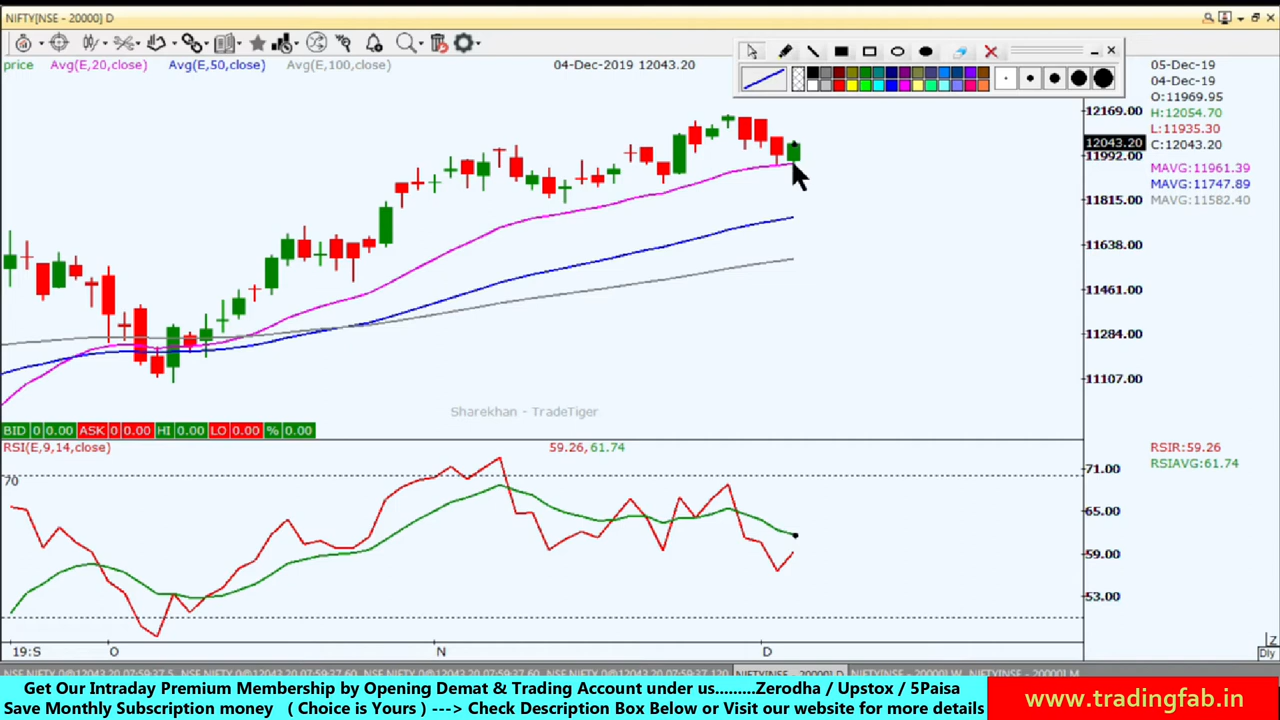 NIFTY[NSE - 20000] D
price Avg(E,20,close) Avg(E,50,close) Avg(E,100,close) 04-Dec-2019 12043.20
05-Dec-19
04-Dec-19
O:11969.95
H:12054.70
L:11935.30
C:12043.20
MAVG:11961.39
MAVG:11747.89
MAVG:11582.40
12169.00
12043.20
11992.00
11815.00
11638.00
11461.00
11284.00
11107.00
Sharekhan - TradeTiger
BID 0 0.00 ASK 0 0.00 HI 0.00 LO 0.00 % 0.00
RSI(E,9,14,close) 59.26, 61.74
RSIR:59.26
RSIAVG:61.74
70
71.00
65.00
59.00
53.00
19:S O N D
Z
Dly
NIFTY[NSE - 20000] D
Get Our Intraday Premium Membership by Opening Demat & Trading Account under us.........Zerodha / Upstox / 5Paisa
Save Monthly Subscription money ( Choice is Yours ) ---> Check Description Box Below or Visit our website for more details
www.tradingfab.in